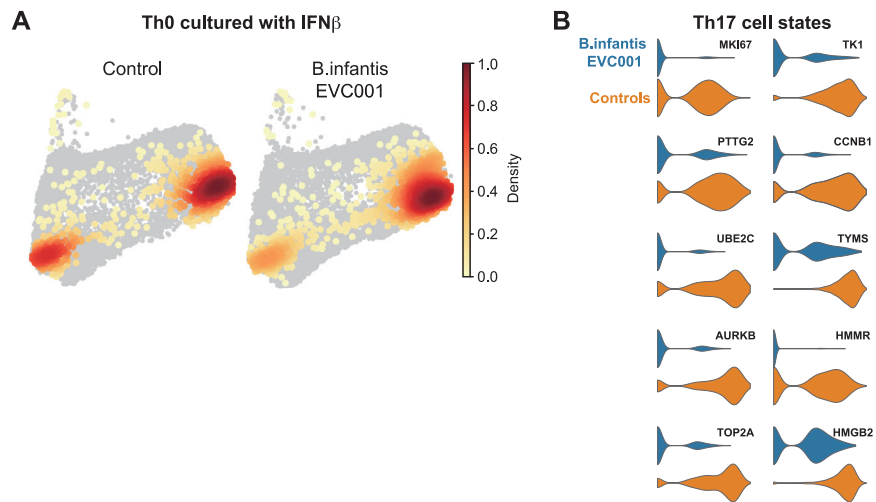 A
Th0 cultured with IFNβ
Control
B.infantis
EVC001
1.0
0.8
0.6
0.4
0.2
0.0
Density
B
Th17 cell states
B.infantis
EVC001
Controls
MKI67
TK1
PTTG2
CCNB1
UBE2C
TYMS
AURKB
HMMR
TOP2A
HMGB2